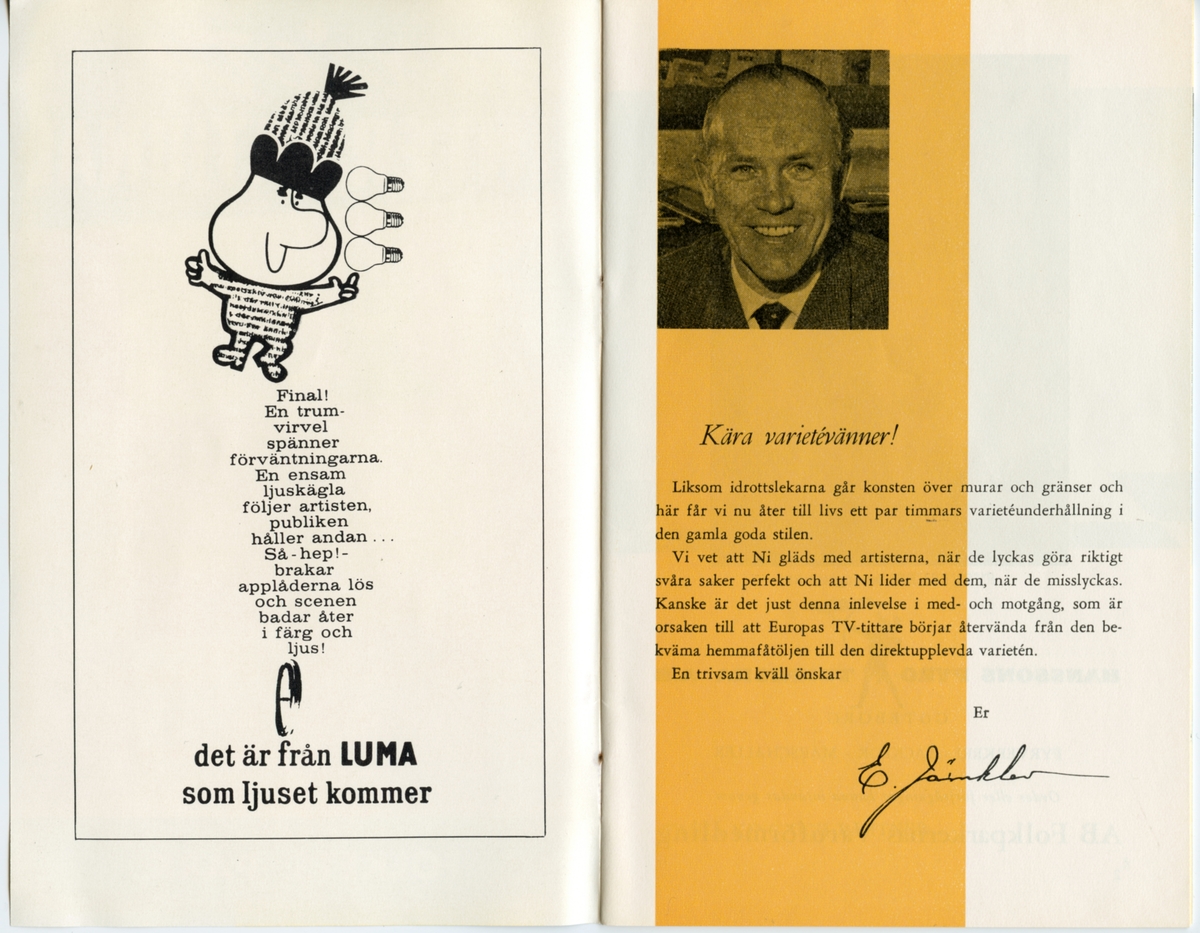 Final!
En trum-
virvel
spänner
förväntningarna.
En ensam
ljuskägla
följer artisten,
publiken
håller andan...
Så-hep!-
brakar
applåderna lös
och scenen
badar åter
i färg och
ljus!
det är från LUMA
som ljuset kommer
Kära varietévänner!
Liksom idrottslekarna går konsten över murar och gränser och
här får vi nu åter till livs ett par timmars varietéunderhållning i
den gamla goda stilen.
Vi vet att Ni gläds med artisterna, när de lyckas göra riktigt
svåra saker perfekt och att Ni lider med dem, när de misslyckas.
Kanske är det just denna inlevelse i med- och motgång, som är
orsaken till att Europas TV-tittare börjar återvända från den be-
kväma hemmafåtöljen till den direktupplevda varietén.
En trivsam kväll önskar
Er
E.